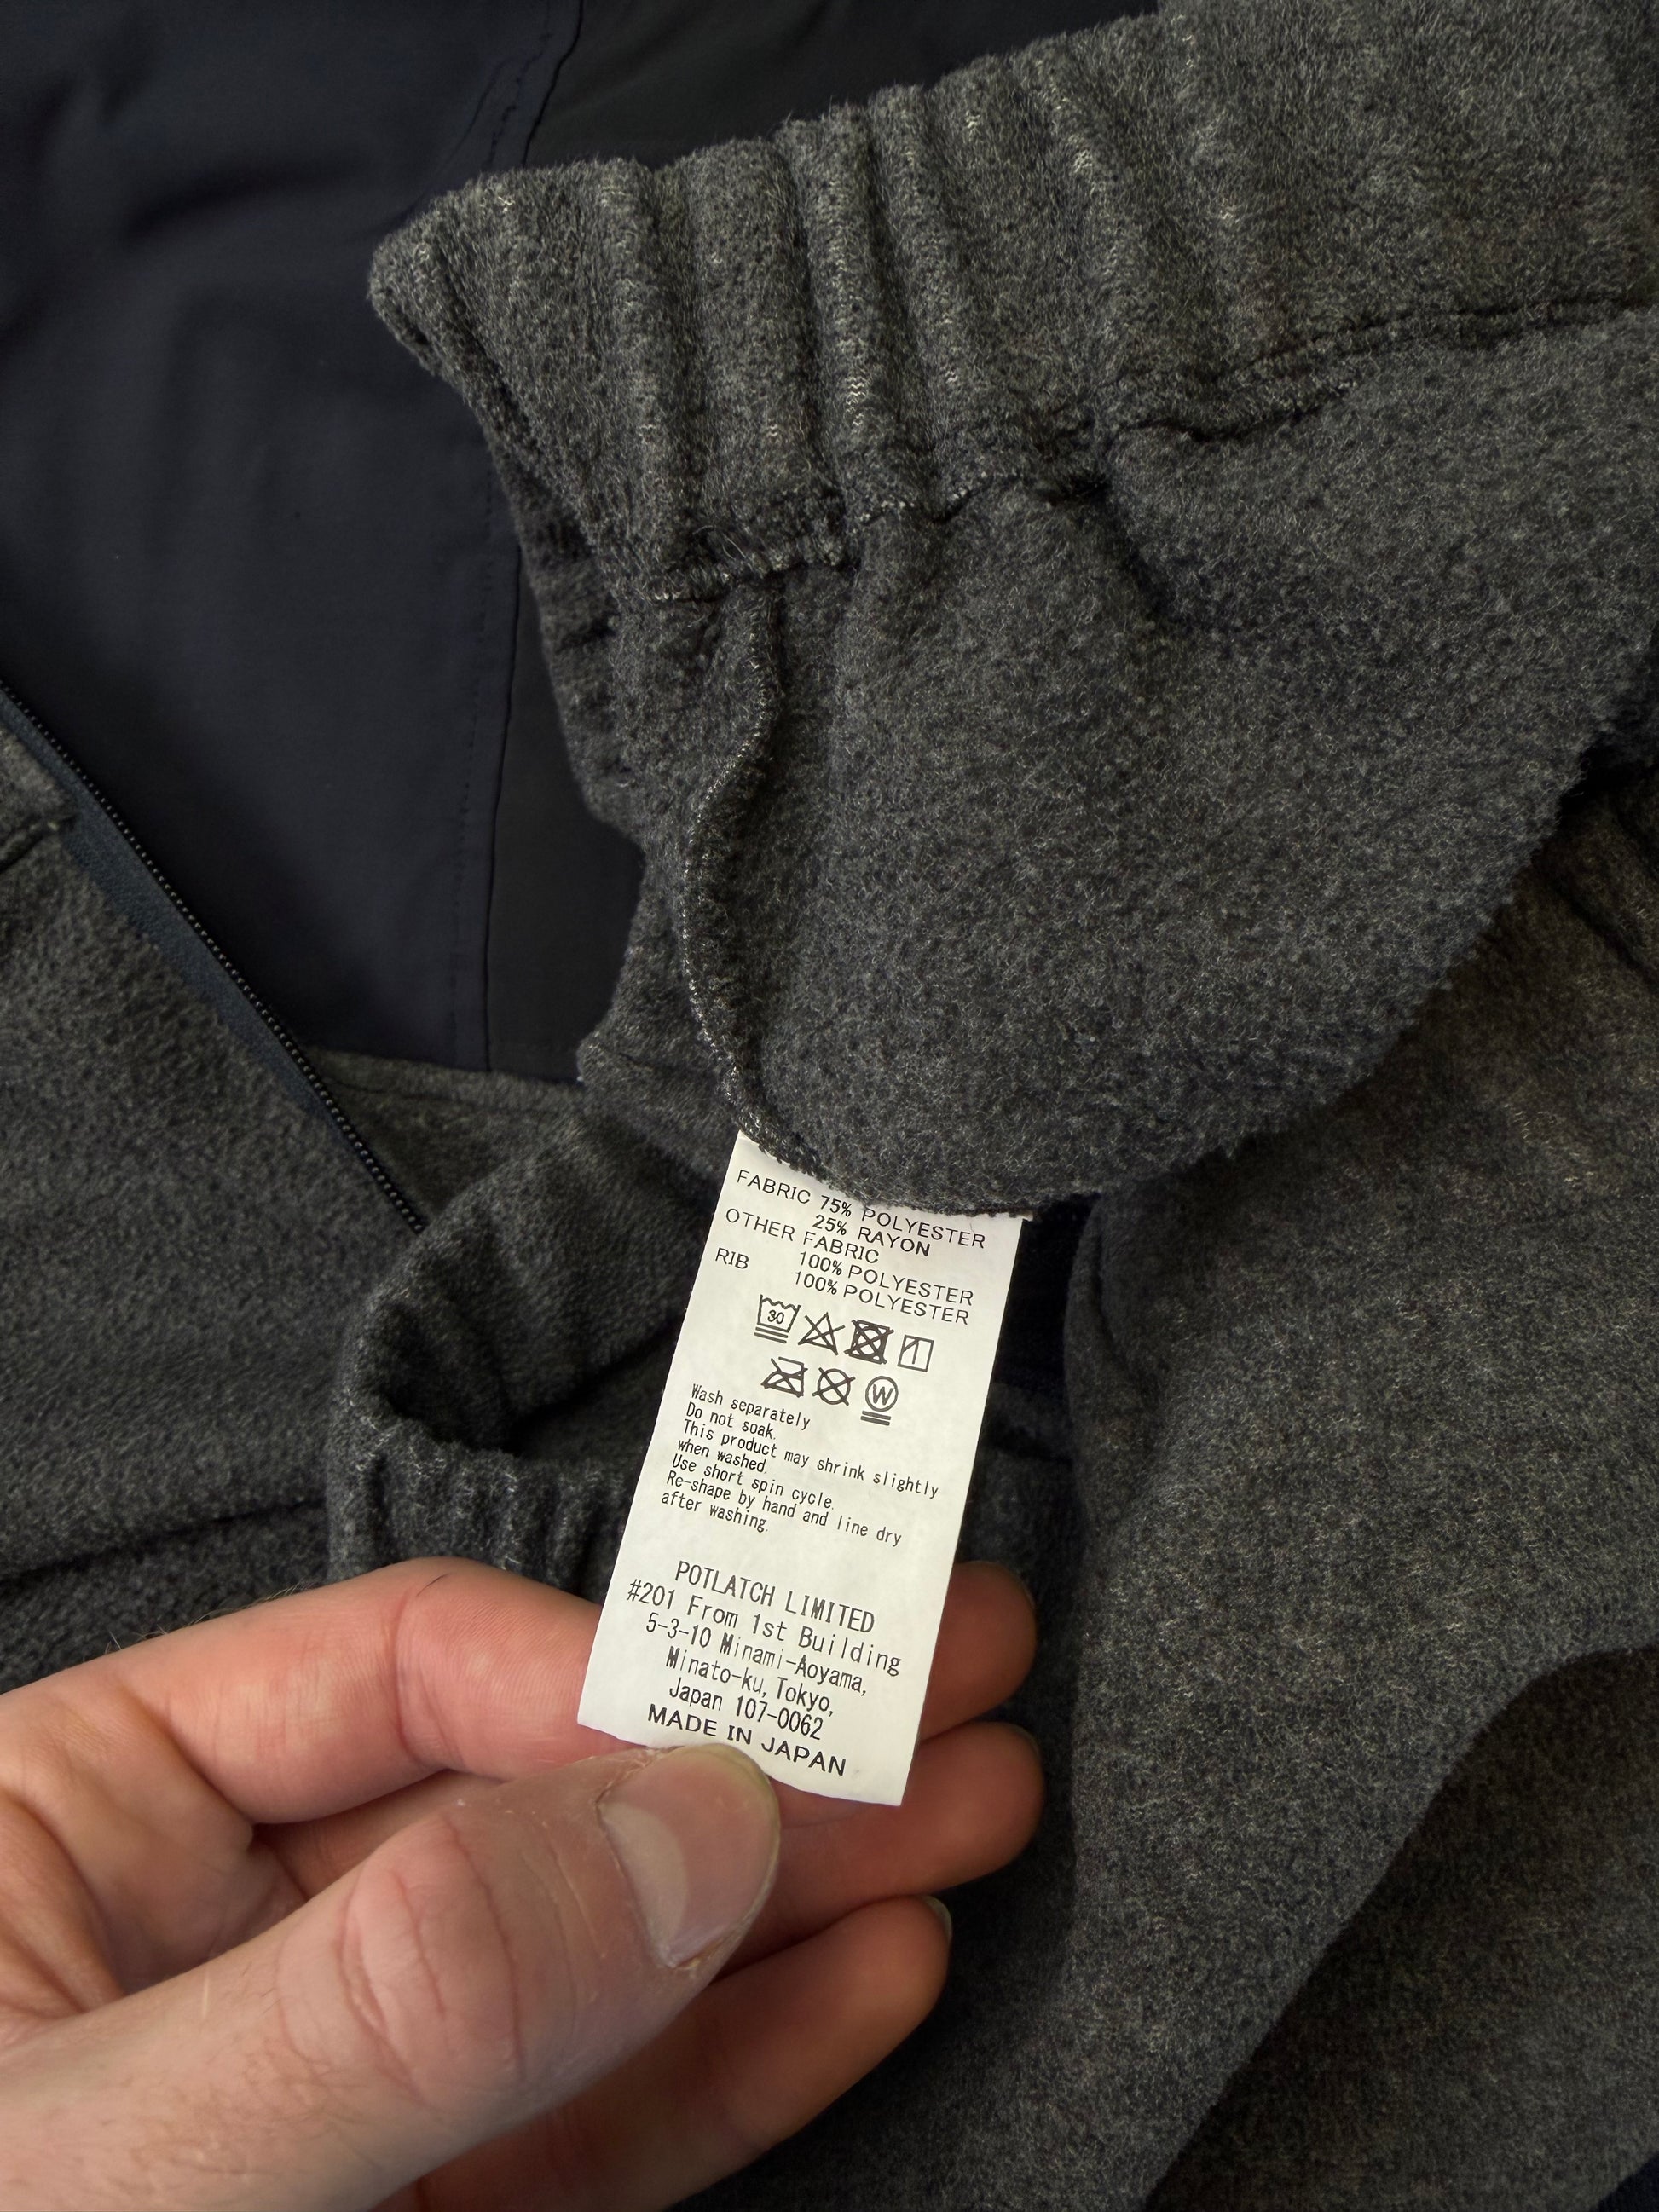 FABRIC 75% POLYESTER
25% RAYON
OTHER FABRIC
100% POLYESTER
RIB 100% POLYESTER
30
W
Wash separately
Do not soak.
This product may shrink slightly
when washed.
Use short spin cycle.
Re-shape by hand and line dry
after washing.
POTLATCH LIMITED
#201 From 1st Building
5-3-10 Minami-Aoyama,
Minato-ku, Tokyo,
Japan 107-0062
MADE IN JAPAN